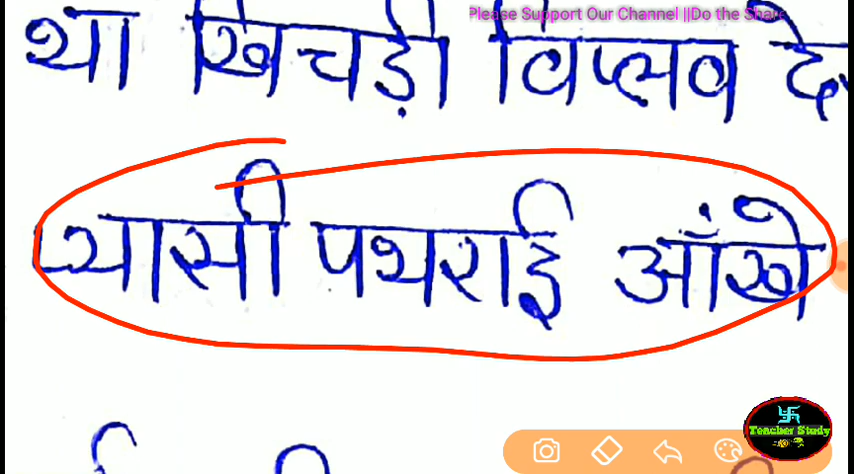 Please Support Our Channel ||Do the Share
था खिचड़ी विप्लव दे
प्यासी पथराई आँखे
Teacher Study